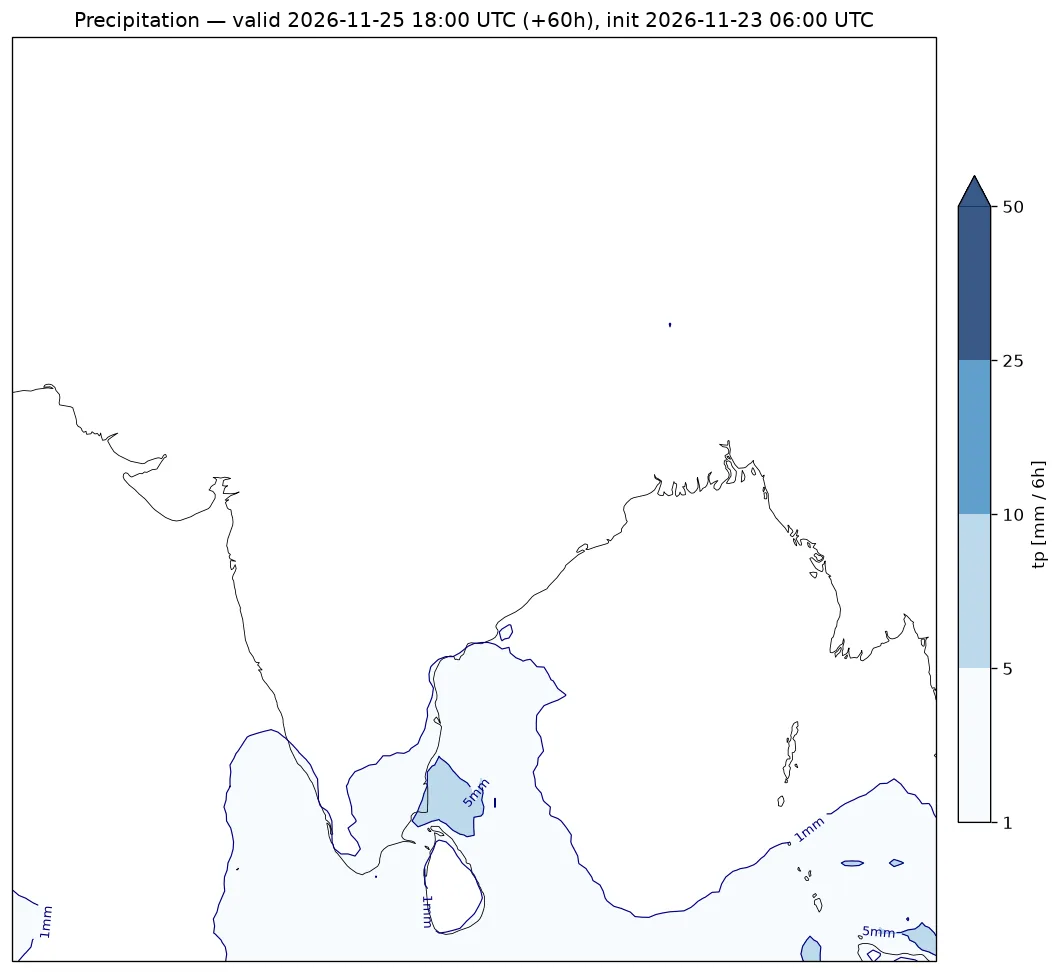 Precipitation — valid 2026-11-25 18:00 UTC (+60h), init 2026-11-23 06:00 UTC
50
25
10
5
1
tp [mm / 6h]
5mm
1mm
1mm
1mm
5mm